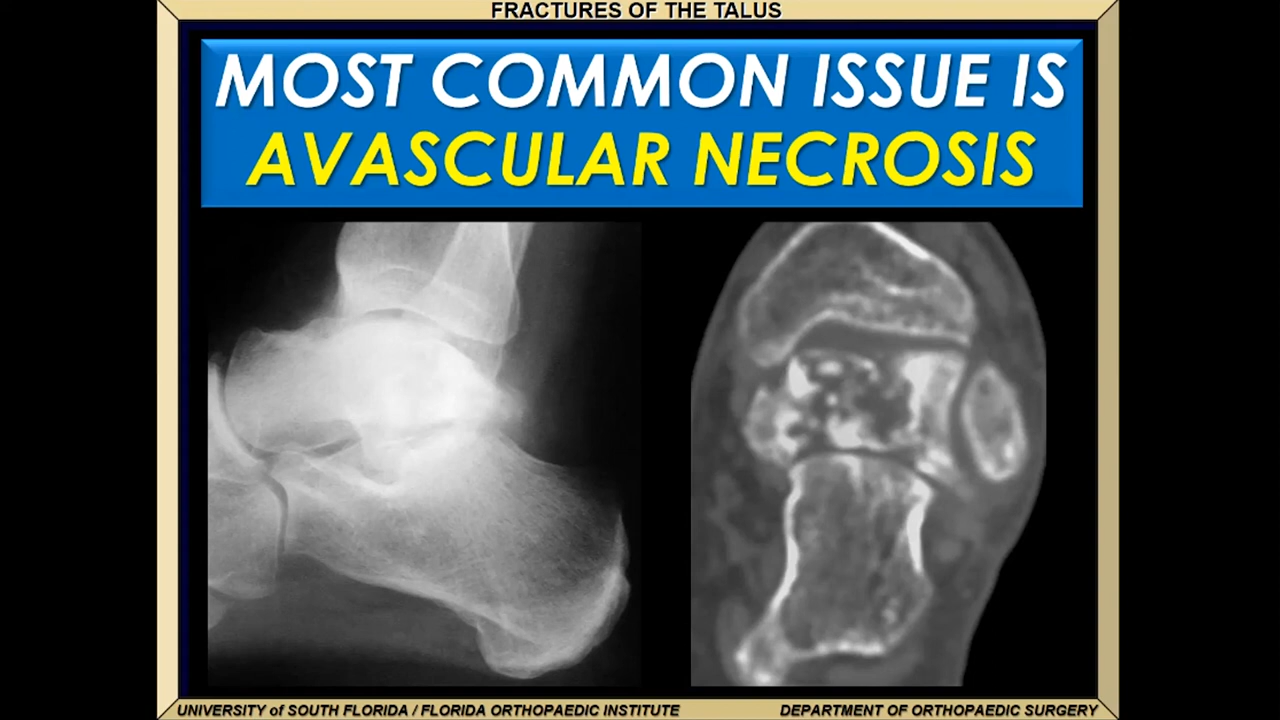 FRACTURES OF THE TALUS
MOST COMMON ISSUE IS
AVASCULAR NECROSIS
UNIVERSITY of SOUTH FLORIDA / FLORIDA ORTHOPAEDIC INSTITUTE
DEPARTMENT OF ORTHOPAEDIC SURGERY